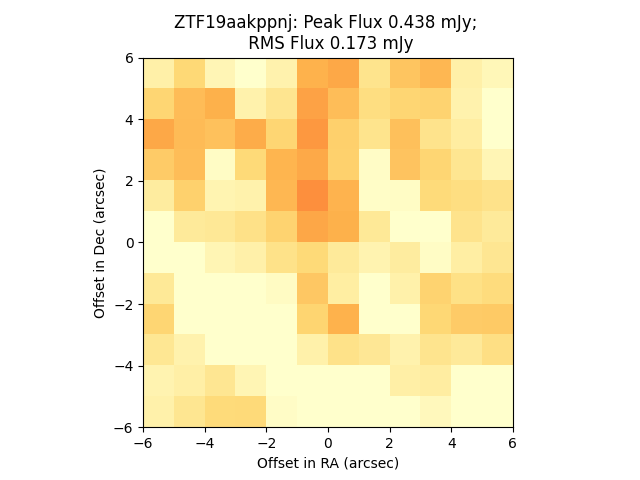 ZTF19aakppnj: Peak Flux 0.438 mJy;
RMS Flux 0.173 mJy
6
4
2
0
−2
−4
−6
Offset in Dec (arcsec)
−6 −4 −2 0 2 4 6
Offset in RA (arcsec)